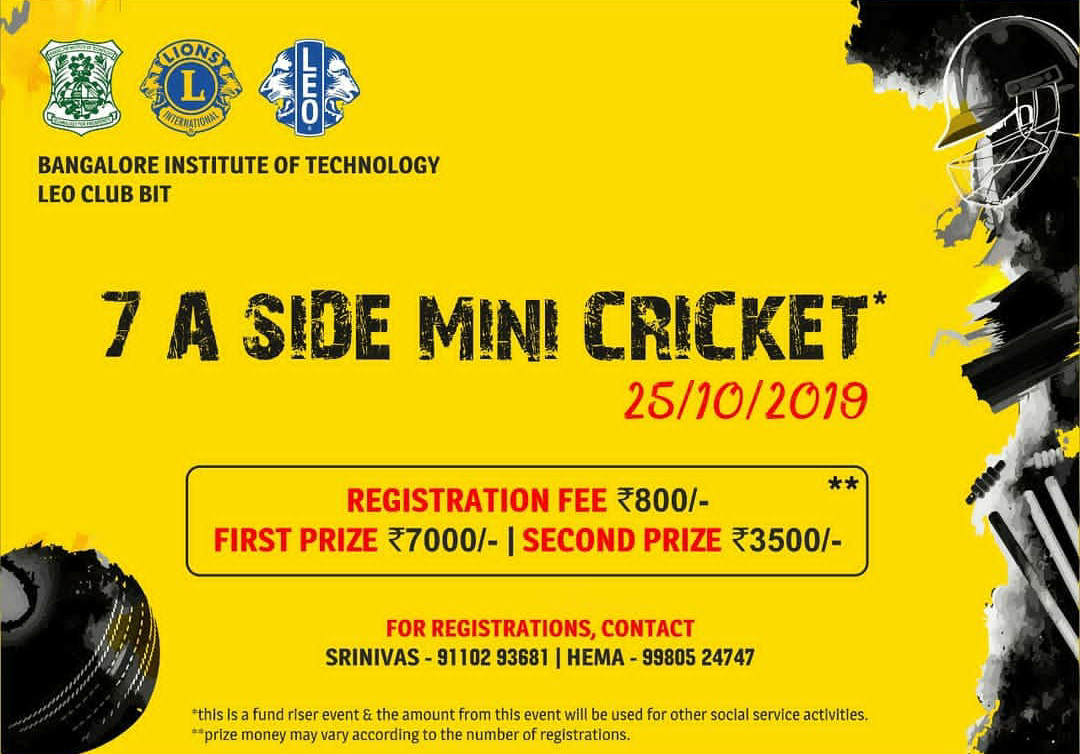 LIONS
L
INTERNATIONAL
LEO
BANGALORE INSTITUTE OF TECHNOLOGY
LEO CLUB BIT
7 A SIDE MINI CRICKET*
25/10/2019
**
REGISTRATION FEE ₹800/-
FIRST PRIZE ₹7000/- | SECOND PRIZE ₹3500/-
FOR REGISTRATIONS, CONTACT
SRINIVAS - 91102 93681 | HEMA - 99805 24747
*this is a fund riser event & the amount from this event will be used for other social service activities.
**prize money may vary according to the number of registrations.